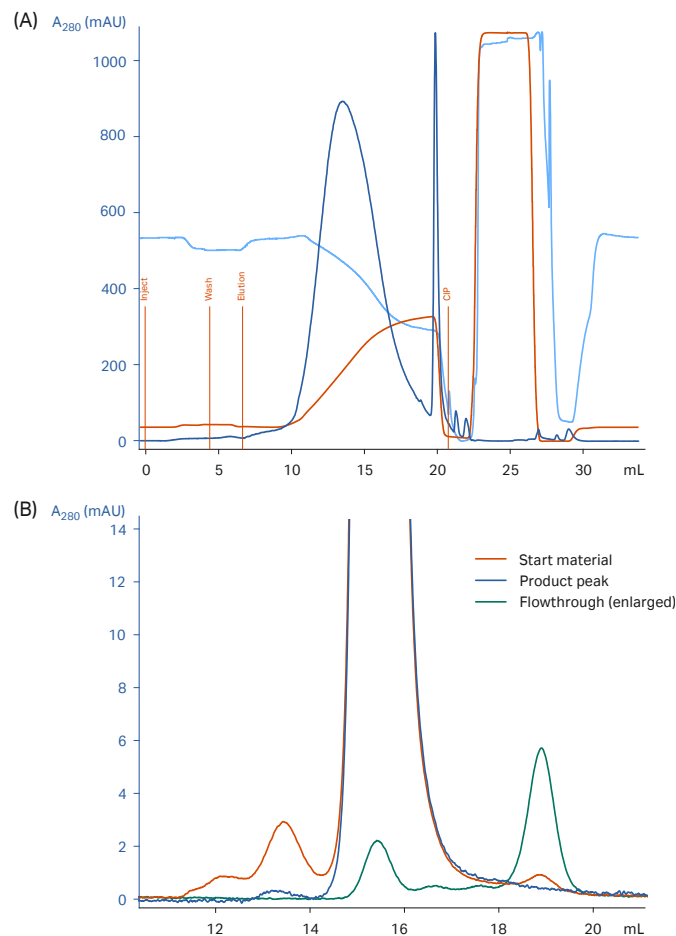 (A) A₂₈₀ (mAU)
1000
800
600
400
200
0
Inject
Wash
Elution
CIP
0 5 10 15 20 25 30 mL
(B) A₂₈₀ (mAU)
14
12
10
8
6
4
2
0
Start material
Product peak
Flowthrough (enlarged)
12 14 16 18 20 mL